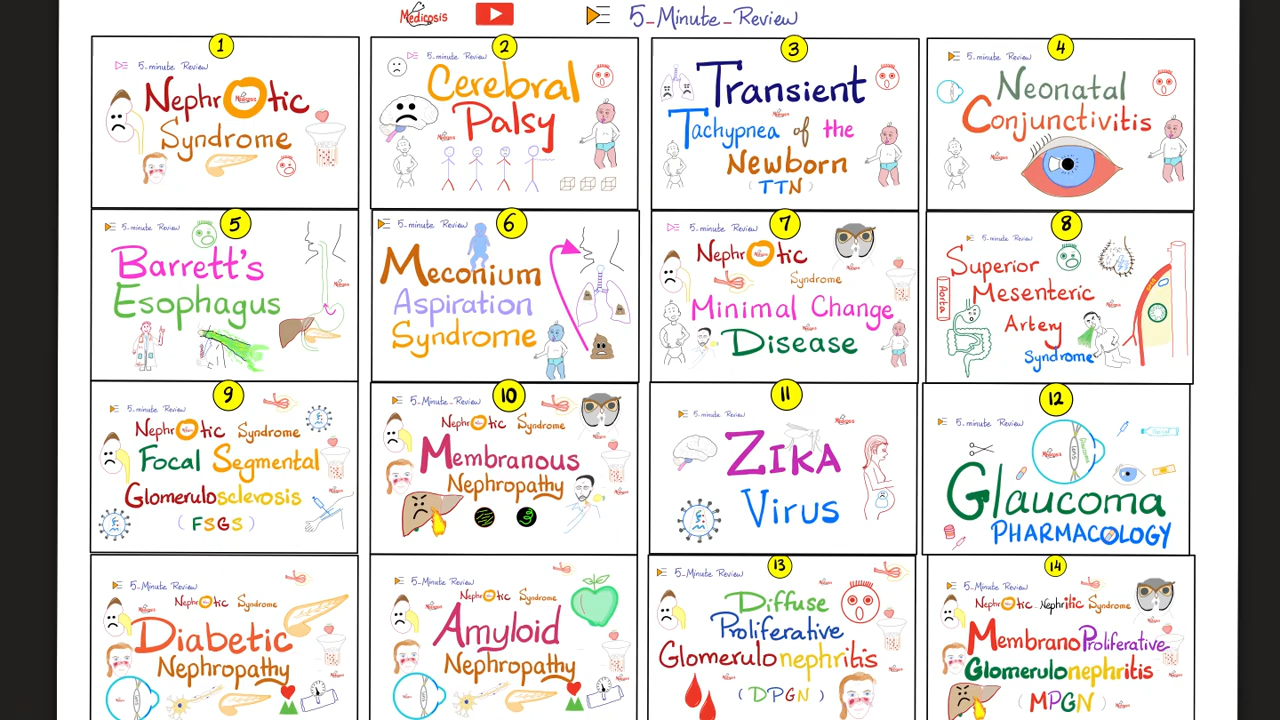 Medicosis
5_Minute_Review
1
5-minute Review
NephrOtic
Syndrome
2
5-minute Review
Cerebral
Palsy
3
Transient
Tachypnea of the
Newborn
(TTN)
4
5-minute Review
Neonatal
Conjunctivitis
5
5-minute Review
Barrett's
Esophagus
6
5-minute Review
Meconium
Aspiration
Syndrome
7
5-minute Review
NephrOtic
Syndrome
Minimal Change
Disease
8
5-minute Review
Superior
Mesenteric
Artery
Syndrome
Aorta
9
5-minute Review
NephrOtic Syndrome
Focal Segmental
Glomerulosclerosis
(FSGS)
10
5-Minute-Review
NephrOtic Syndrome
Membranous
Nephropathy
11
5-minute Review
ZIKA
Virus
12
5-minute Review
Glaucoma
PHARMACOLOGY
Lens
5-Minute Review
NephrOtic Syndrome
Diabetic
Nephropathy
5-Minute Review
NephrOtic Syndrome
Amyloid
Nephropathy
13
5-Minute Review
Diffuse
Proliferative
Glomerulonephritis
(DPGN)
14
5-Minute Review
NephrOtic-Nephritic Syndrome
MembranoProliferative
Glomerulonephritis
(MPGN)